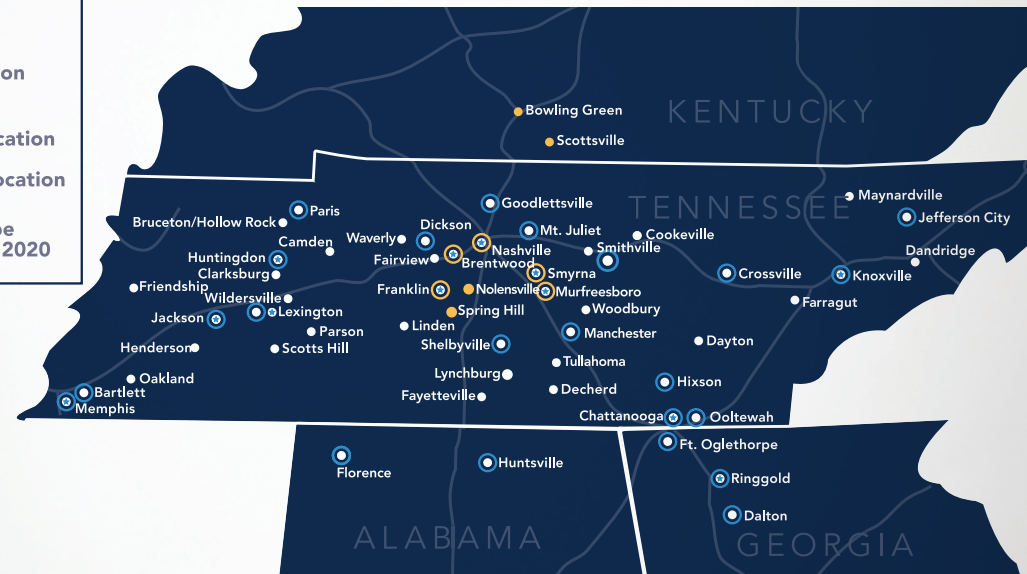 on
cation
ocation
pe
2020
KENTUCKY
Bowling Green
Scottsville
TENNESSEE
Maynardville
Jefferson City
Paris
Goodlettsville
Bruceton/Hollow Rock
Dickson
Mt. Juliet
Cookeville
Waverly
Camden
Nashville
Smithville
Dandridge
Huntingdon
Fairview
Brentwood
Clarksburg
Smyrna
Crossville
Knoxville
Friendship
Franklin
Nolensville
Murfreesboro
Wildersville
Farragut
Jackson
Lexington
Spring Hill
Woodbury
Parson
Linden
Manchester
Henderson
Scotts Hill
Shelbyville
Dayton
Tullahoma
Oakland
Lynchburg
Hixson
Bartlett
Decherd
Fayetteville
Memphis
Chattanooga
Ooltewah
Ft. Oglethorpe
Florence
Huntsville
Ringgold
Dalton
ALABAMA
GEORGIA